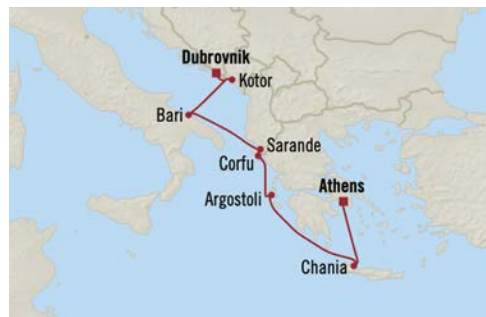 Dubrovnik
Kotor
Bari
Sarande
Corfu
Athens
Argostoli
Chania